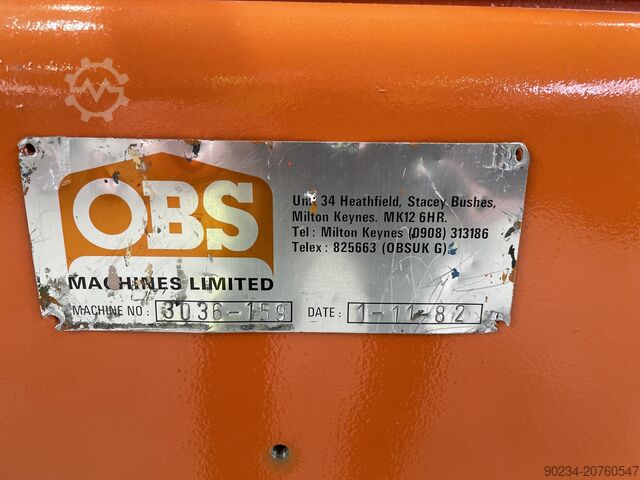 OBS
MACHINES LIMITED
Unit 34 Heathfield, Stacey Bushes,
Milton Keynes. MK12 6HR.
Tel : Milton Keynes (0908) 313186
Telex : 825663 (OBSUK G)
MACHINE NO : 3036-159 DATE : 1-11-82
90234-20760547